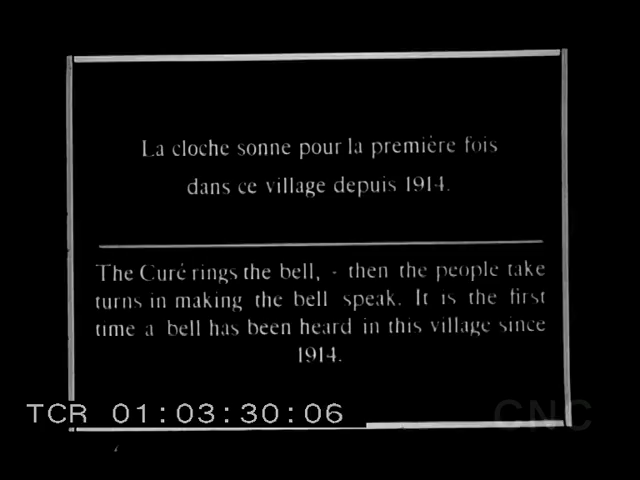 La cloche sonne pour la première fois
dans ce village depuis 1914.
The Curé rings the bell, - then the people take
turns in making the bell speak. It is the first
time a bell has been heard in this village since
1914.
TCR 01:03:30:06
CNC